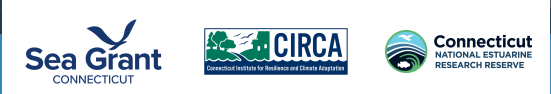 Sea Grant
CONNECTICUT
CIRCA
Connecticut Institute for Resilience and Climate Adaptation
Connecticut
NATIONAL ESTUARINE
RESEARCH RESERVE